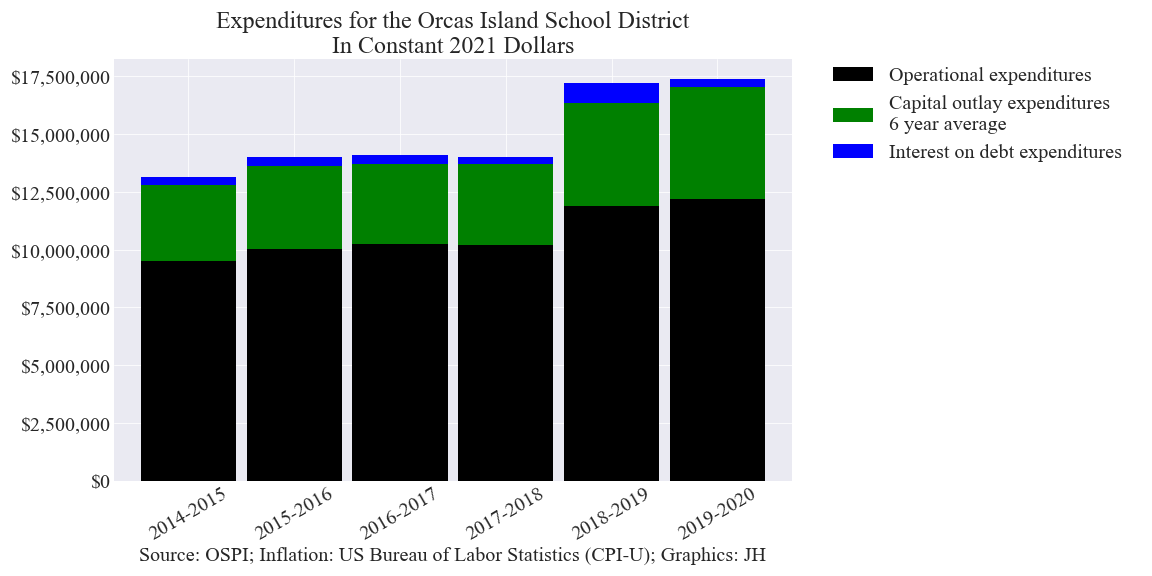 Expenditures for the Orcas Island School District
In Constant 2021 Dollars
$17,500,000
$15,000,000
$12,500,000
$10,000,000
$7,500,000
$5,000,000
$2,500,000
$0
2014-2015
2015-2016
2016-2017
2017-2018
2018-2019
2019-2020
Source: OSPI; Inflation: US Bureau of Labor Statistics (CPI-U); Graphics: JH
Operational expenditures
Capital outlay expenditures
6 year average
Interest on debt expenditures